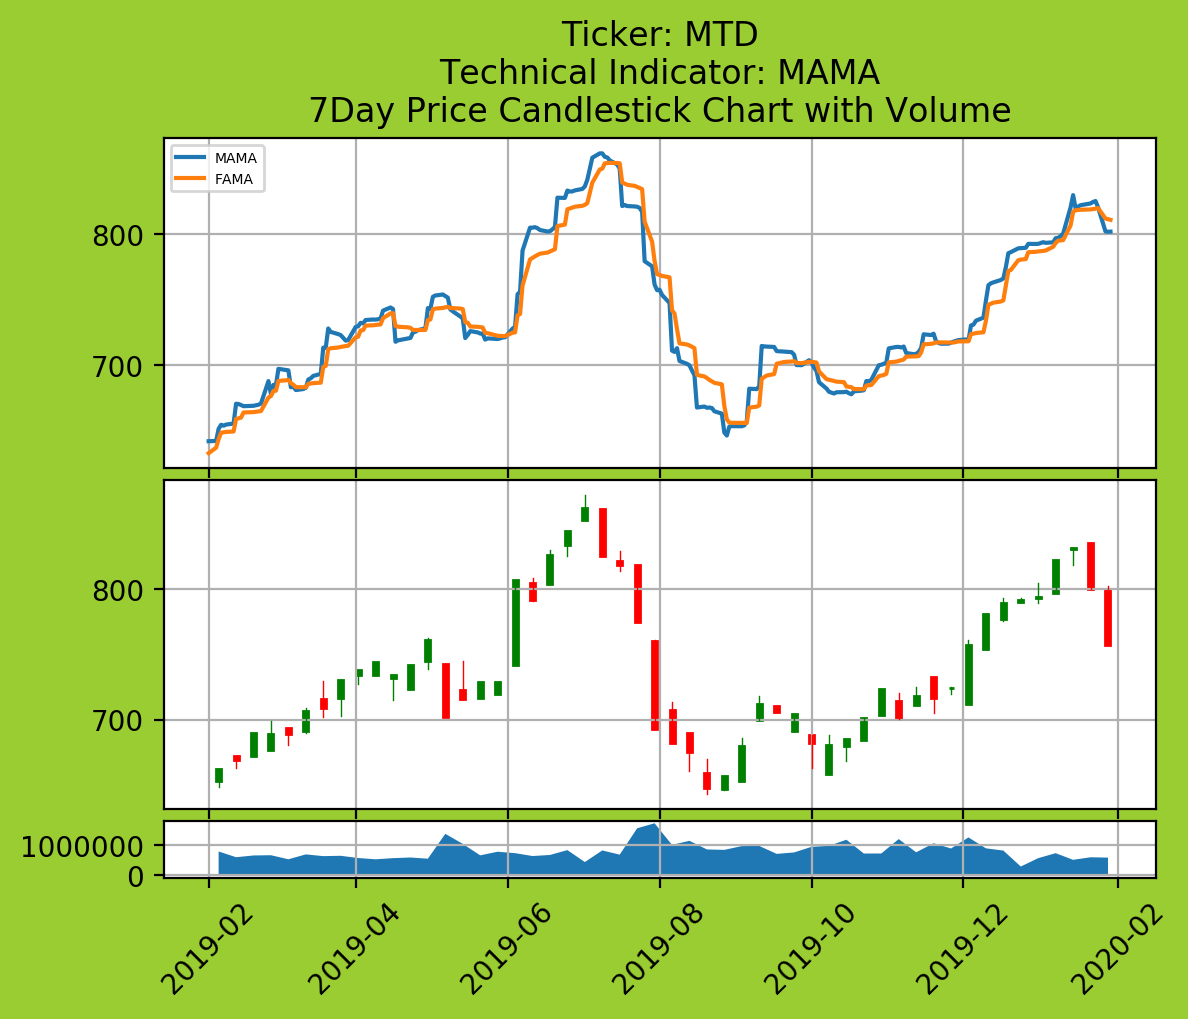 Ticker: MTD
Technical Indicator: MAMA
7Day Price Candlestick Chart with Volume
MAMA
FAMA
800
700
800
700
1000000
0
2019-02
2019-04
2019-06
2019-08
2019-10
2019-12
2020-02